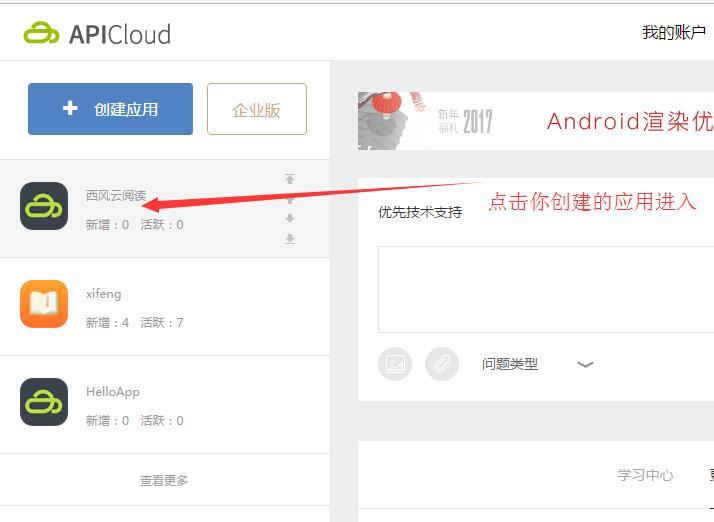 APICloud
我的账户
创建应用
企业版
新年
福利
2017
Android渲染优
西风云阅读
新增：0 活跃：0
优先技术支持
点击你创建的应用进入
xifeng
新增：4 活跃：7
问题类型
HelloApp
新增：0 活跃：0
查看更多
学习中心